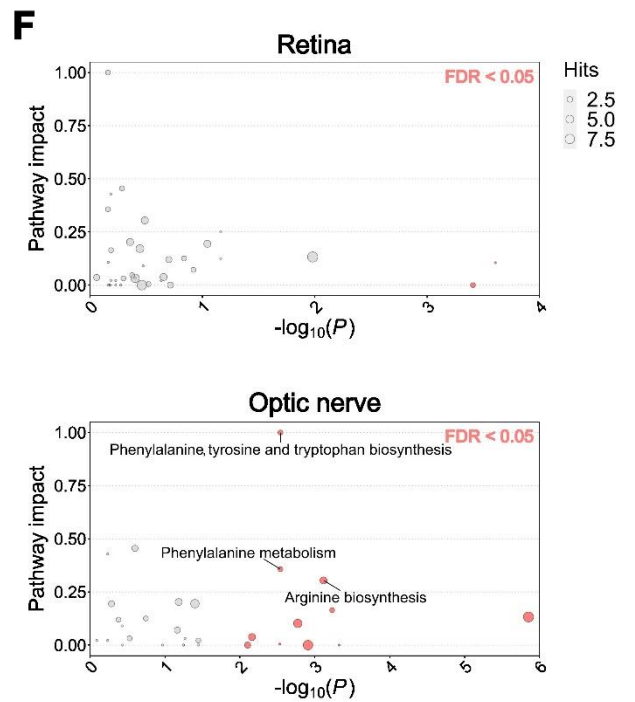 F
Retina
FDR < 0.05
Hits
2.5
5.0
7.5
Pathway impact
1.00
0.75
0.50
0.25
0.00
0 1 2 3 4
-log10(P)
Optic nerve
FDR < 0.05
Phenylalanine, tyrosine and tryptophan biosynthesis
Phenylalanine metabolism
Arginine biosynthesis
Pathway impact
1.00
0.75
0.50
0.25
0.00
0 1 2 3 4 5 6
-log10(P)